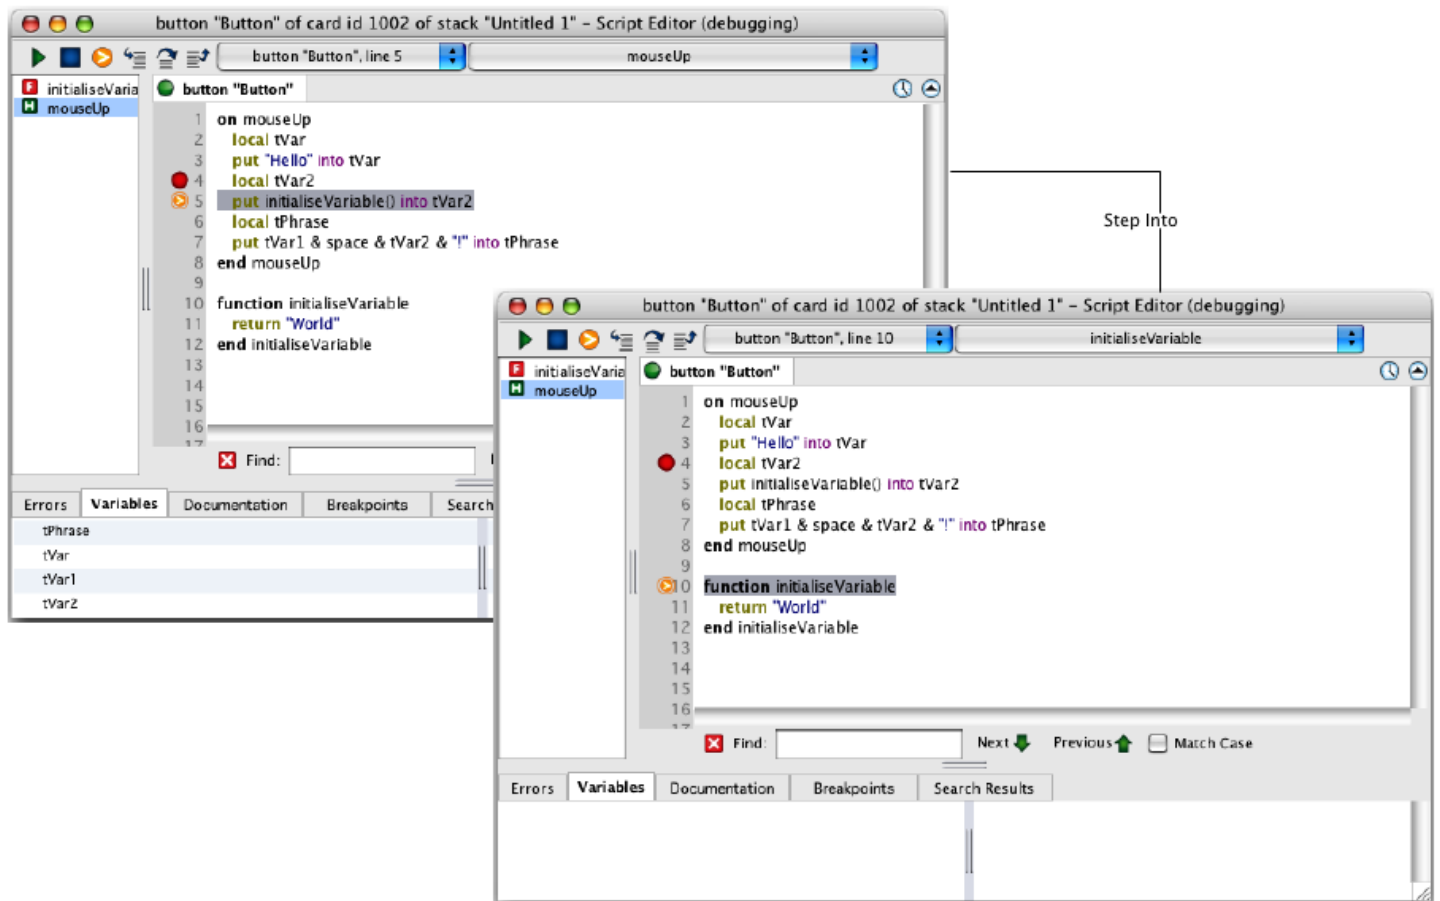 button "Button" of card id 1002 of stack "Untitled 1" - Script Editor (debugging)
button "Button", line 5
mouseUp
F initialiseVaria
H mouseUp
button "Button"
1 on mouseUp
2 local tVar
3 put "Hello" into tVar
4 local tVar2
5 put initialiseVariable() into tVar2
6 local tPhrase
7 put tVar1 & space & tVar2 & "!" into tPhrase
8 end mouseUp
9
10 function initialiseVariable
11 return "World"
12 end initialiseVariable
13
14
15
16
17
Find:
Errors Variables Documentation Breakpoints Search
tPhrase
tVar
tVar1
tVar2
Step Into
button "Button" of card id 1002 of stack "Untitled 1" - Script Editor (debugging)
button "Button", line 10
initialiseVariable
F initialiseVaria
H mouseUp
button "Button"
1 on mouseUp
2 local tVar
3 put "Hello" into tVar
4 local tVar2
5 put initialiseVariable() into tVar2
6 local tPhrase
7 put tVar1 & space & tVar2 & "!" into tPhrase
8 end mouseUp
9
10 function initialiseVariable
11 return "World"
12 end initialiseVariable
13
14
15
16
17
Find: Next Previous Match Case
Errors Variables Documentation Breakpoints Search Results